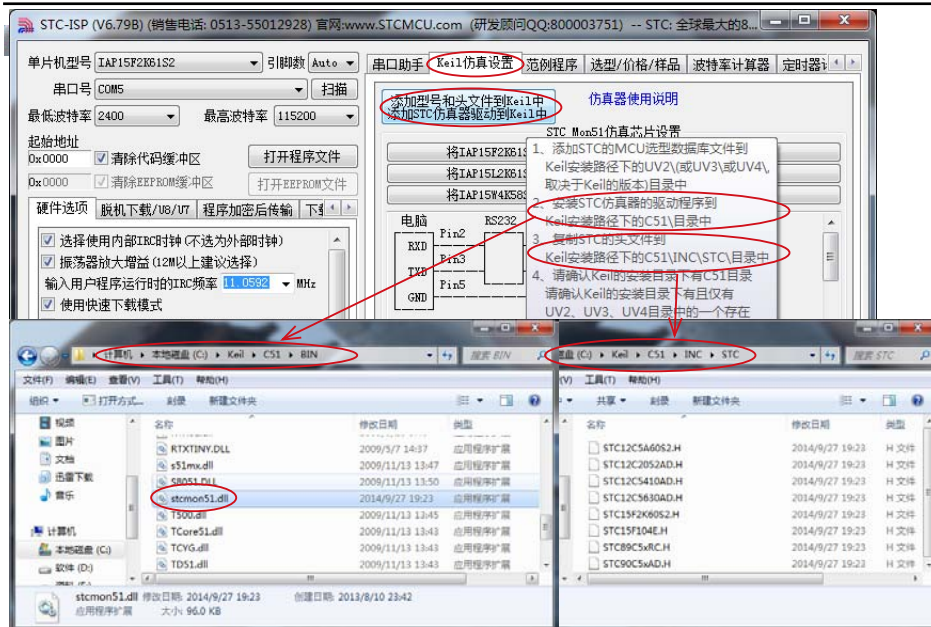 STC-ISP (V6.79B) (销售电话: 0513-55012928) 官网:www.STCMCU.com (研发顾问QQ:800003751) -- STC: 全球最大的8...
单片机型号 IAP15F2K61S2 引脚数 Auto
串口号 COM5 扫描
最低波特率 2400 最高波特率 115200
起始地址
0x0000 清除代码缓冲区 打开程序文件
0x0000 清除EEPROM缓冲区 打开EEPROM文件
硬件选项 脱机下载/U8/U7 程序加密后传输
选择使用内部IRC时钟(不选为外部时钟)
振荡器放大增益(12M以上建议选择)
输入用户程序运行时的IRC频率 11.0592 MHz
使用快速下载模式
串口助手 Keil仿真设置 范例程序 选型/价格/样品 波特率计算器 定时器
添加型号和头文件到Keil中
添加STC仿真器驱动到Keil中
仿真器使用说明
STC Mon51仿真芯片设置
将IAP15F2K61S
将IAP15L2K61S
将IAP15W4K58S
电脑 RS232
Pin2
RXD
Pin3
TXD
Pin5
GND
1、添加STC的MCU选型数据库文件到
Keil安装路径下的UV2\(或UV3\或UV4\,
取决于Keil的版本)目录中
2、安装STC仿真器的驱动程序到
Keil安装路径下的C51\目录中
3、复制STC的头文件到
Keil安装路径下的C51\INC\STC\目录中
4、请确认Keil的安装目录下有C51目录
请确认Keil的安装目录下有且仅有
UV2、UV3、UV4目录中的一个存在
计算机 本地磁盘 (C:) Keil C51 BIN 搜索 BIN
文件(F) 编辑(E) 查看(V) 工具(T) 帮助(H)
组织 打开方式... 刻录 新建文件夹
名称 修改日期 类型
视频
图片
文档
迅雷下载
音乐
计算机
本地磁盘 (C:)
软件 (D:)
RTXTINY.DLL 2009/5/7 14:37 应用程序扩展
s51mx.dll 2009/11/13 13:47 应用程序扩展
S8051.DLL 2009/11/13 13:50 应用程序扩展
stcmon51.dll 2014/9/27 19:23 应用程序扩展
T500.dll 2009/11/13 13:45 应用程序扩展
TCore51.dll 2009/11/13 13:43 应用程序扩展
TCYG.dll 2009/11/13 13:43 应用程序扩展
TD51.dll 2009/11/13 13:43 应用程序扩展
stcmon51.dll 修改日期: 2014/9/27 19:23 创建日期: 2013/8/10 23:42
应用程序扩展 大小: 96.0 KB
磁盘 (C:) Keil C51 INC STC 搜索 STC
(V) 工具(T) 帮助(H)
共享 刻录 新建文件夹
名称 修改日期 类型
STC12C5A60S2.H 2014/9/27 19:23 H 文件
STC12C2052AD.H 2014/9/27 19:23 H 文件
STC12C5410AD.H 2014/9/27 19:23 H 文件
STC12C5630AD.H 2014/9/27 19:23 H 文件
STC15F2K60S2.H 2014/9/27 19:23 H 文件
STC15F104E.H 2014/9/27 19:23 H 文件
STC89C5xRC.H 2014/9/27 19:23 H 文件
STC90C5xAD.H 2014/9/27 19:23 H 文件